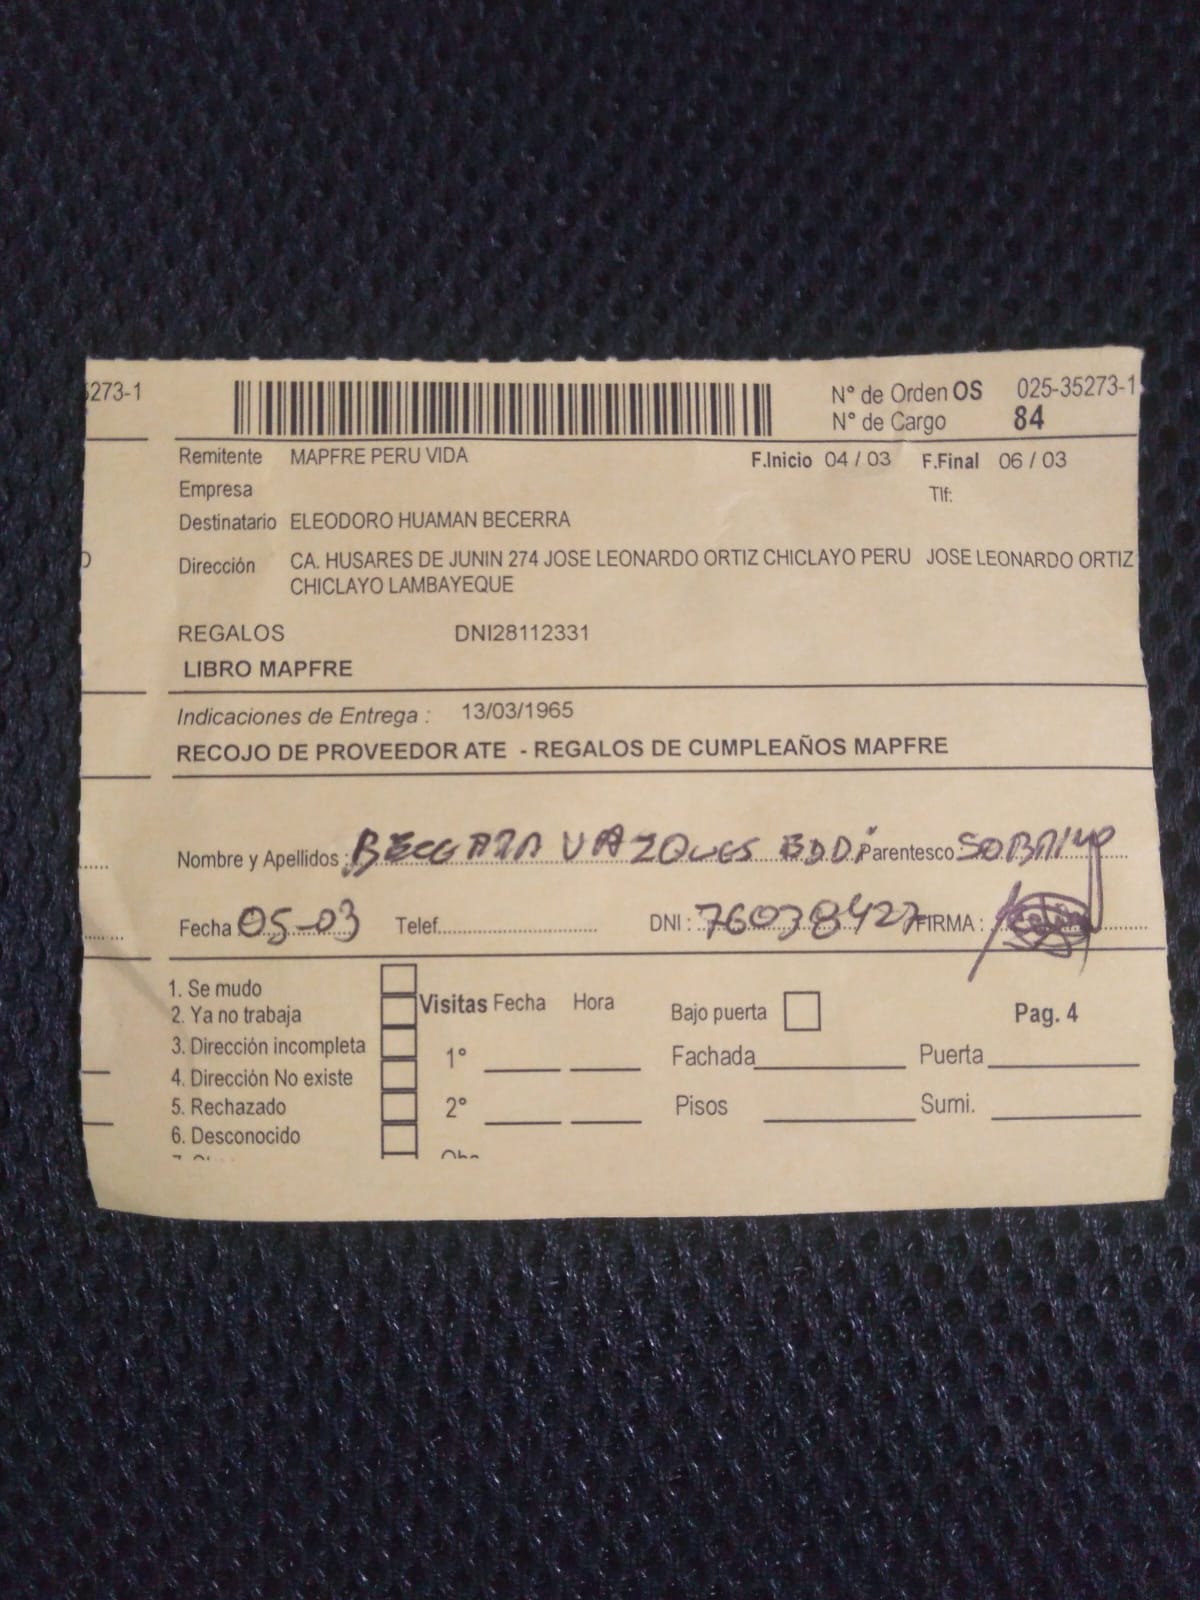 5273-1
N° de Orden OS 025-35273-1
N° de Cargo 84
Remitente MAPFRE PERU VIDA F.Inicio 04 / 03 F.Final 06 / 03
Empresa Tlf:
Destinatario ELEODORO HUAMAN BECERRA
Dirección CA. HUSARES DE JUNIN 274 JOSE LEONARDO ORTIZ CHICLAYO PERU JOSE LEONARDO ORTIZ
CHICLAYO LAMBAYEQUE
REGALOS DNI28112331
LIBRO MAPFRE
Indicaciones de Entrega : 13/03/1965
RECOJO DE PROVEEDOR ATE - REGALOS DE CUMPLEAÑOS MAPFRE
Nombre y Apellidos : BECERRA VAZQUES EDDi Parentesco SOBRINO
Fecha 05-03 Telef. DNI : 76038427 FIRMA :
1. Se mudo
2. Ya no trabaja Visitas Fecha Hora Bajo puerta Pag. 4
3. Dirección incompleta 1° Fachada Puerta
4. Dirección No existe
5. Rechazado 2° Pisos Sumi.
6. Desconocido